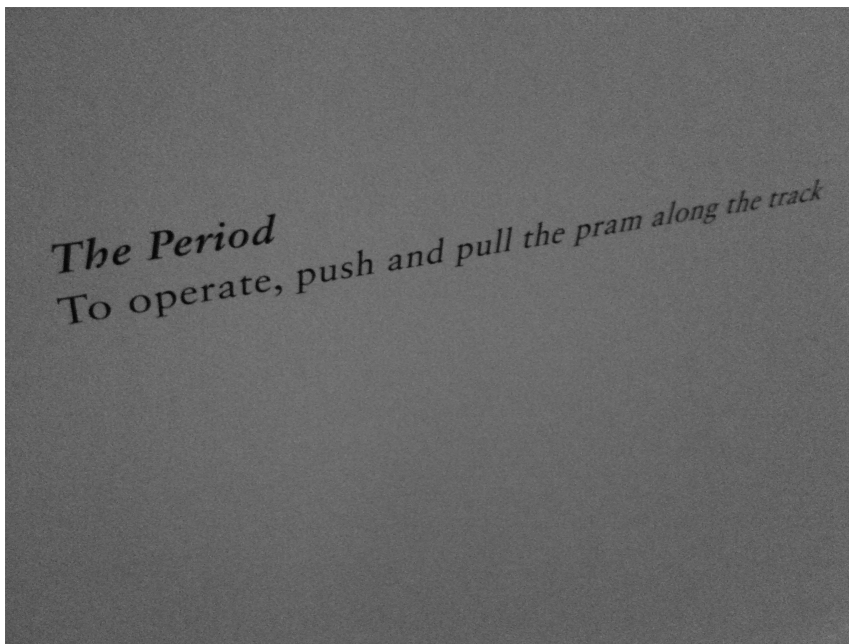 The Period
To operate, push and pull the pram along the track